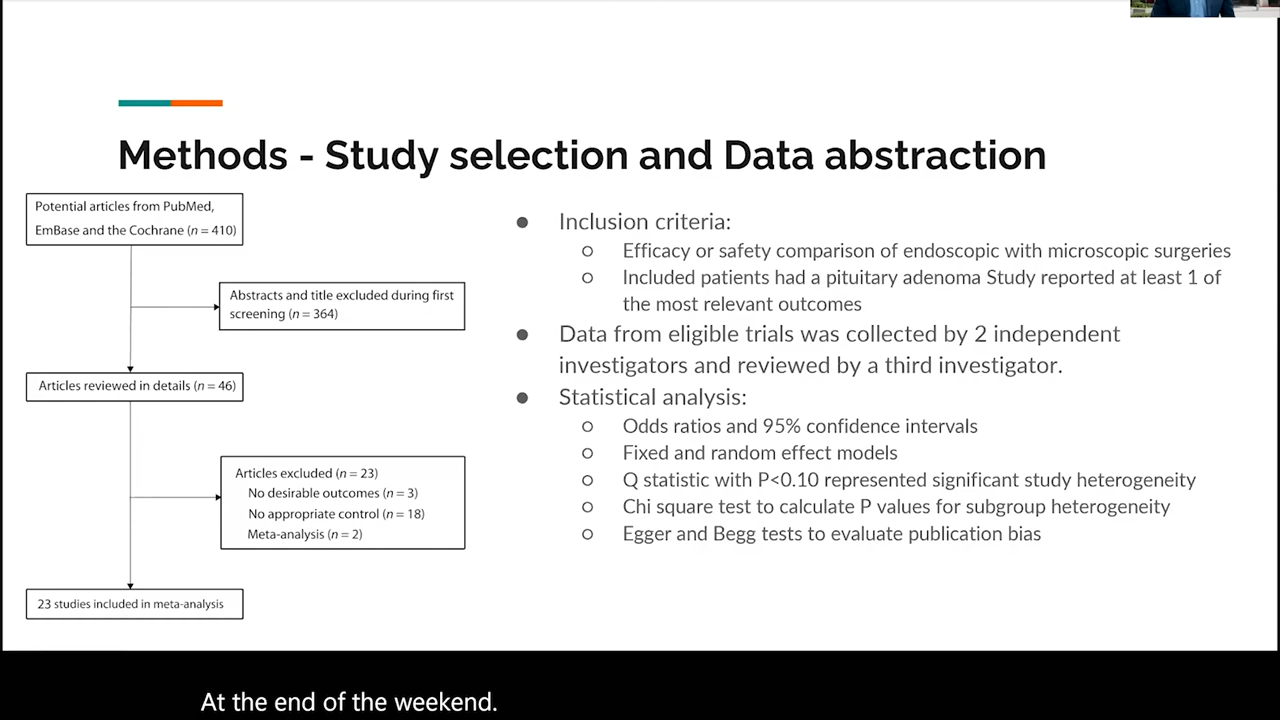 Methods - Study selection and Data abstraction
Potential articles from PubMed,
EmBase and the Cochrane (n = 410)
Abstracts and title excluded during first
screening (n = 364)
Articles reviewed in details (n = 46)
Articles excluded (n = 23)
No desirable outcomes (n = 3)
No appropriate control (n = 18)
Meta-analysis (n = 2)
23 studies included in meta-analysis
● Inclusion criteria:
○ Efficacy or safety comparison of endoscopic with microscopic surgeries
○ Included patients had a pituitary adenoma Study reported at least 1 of
the most relevant outcomes
● Data from eligible trials was collected by 2 independent
investigators and reviewed by a third investigator.
● Statistical analysis:
○ Odds ratios and 95% confidence intervals
○ Fixed and random effect models
○ Q statistic with P<0.10 represented significant study heterogeneity
○ Chi square test to calculate P values for subgroup heterogeneity
○ Egger and Begg tests to evaluate publication bias
At the end of the weekend.